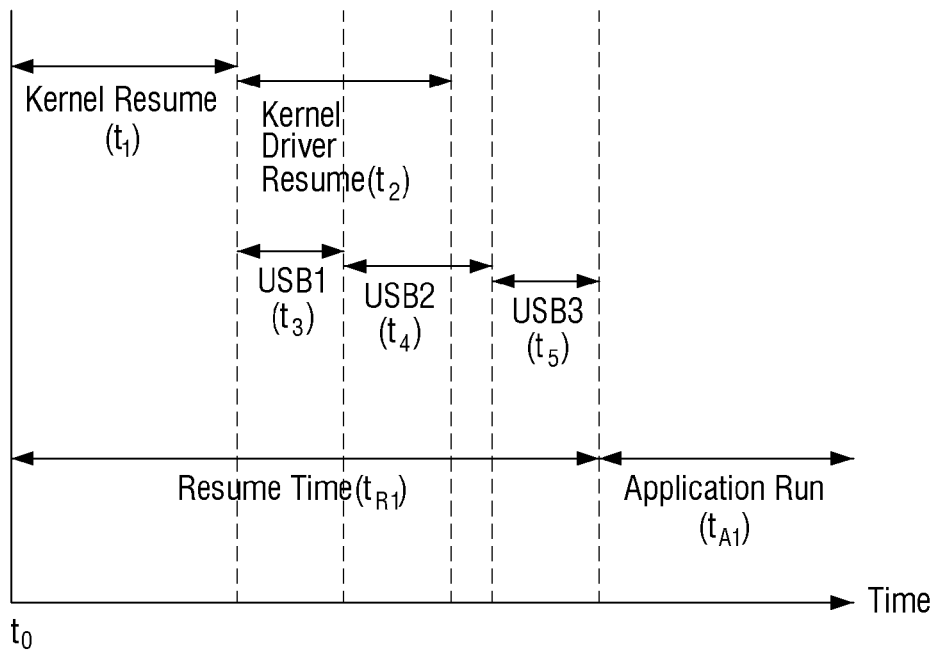 Kernel Resume
(t1)
Kernel
Driver
Resume(t2)
USB1
(t3)
USB2
(t4)
USB3
(t5)
Resume Time(tR1)
Application Run
(tA1)
Time
t0